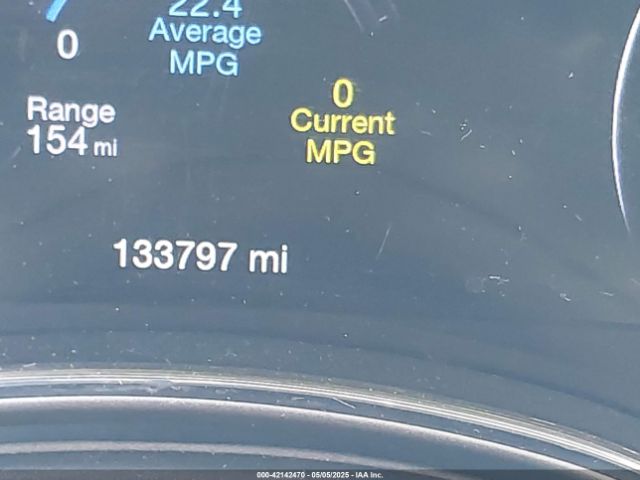 22.4
Average
MPG
0
0
Current
MPG
Range
154 mi
133797 mi
000-42142470 - 05/05/2025 - IAA Inc.